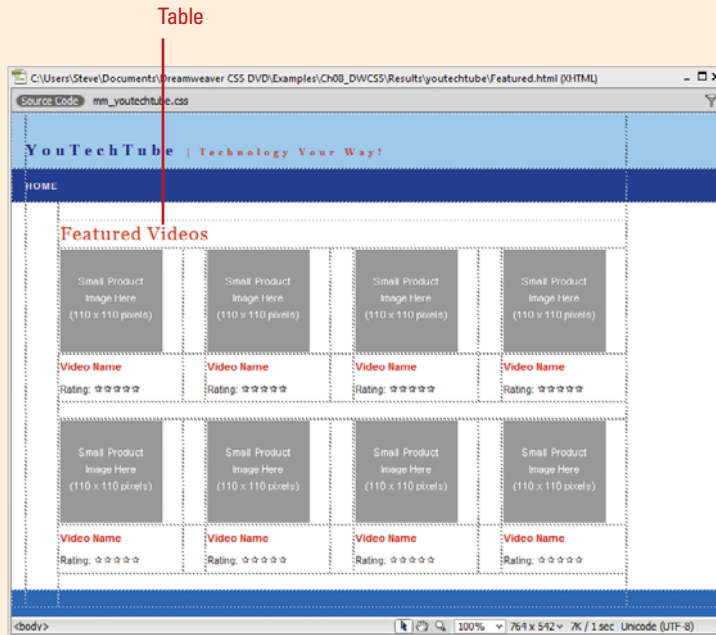 Table
C:\Users\Steve\Documents\Dreamweaver CS5 DVD\Examples\Ch08_DWCS5\Results\youtechtube\Featured.html (XHTML)
Source Code mm_youtechtube.css
YouTechTube | Technology Your Way!
HOME
Featured Videos
Small Product Small Product Small Product Small Product
Image Here Image Here Image Here Image Here
(110 x 110 pixels) (110 x 110 pixels) (110 x 110 pixels) (110 x 110 pixels)
Video Name Video Name Video Name Video Name
Rating: ☆☆☆☆☆ Rating: ☆☆☆☆☆ Rating: ☆☆☆☆☆ Rating: ☆☆☆☆☆
Small Product Small Product Small Product Small Product
Image Here Image Here Image Here Image Here
(110 x 110 pixels) (110 x 110 pixels) (110 x 110 pixels) (110 x 110 pixels)
Video Name Video Name Video Name Video Name
Rating: ☆☆☆☆☆ Rating: ☆☆☆☆☆ Rating: ☆☆☆☆☆ Rating: ☆☆☆☆☆
<body> 100% 764 x 542 7K / 1 sec Unicode (UTF-8)